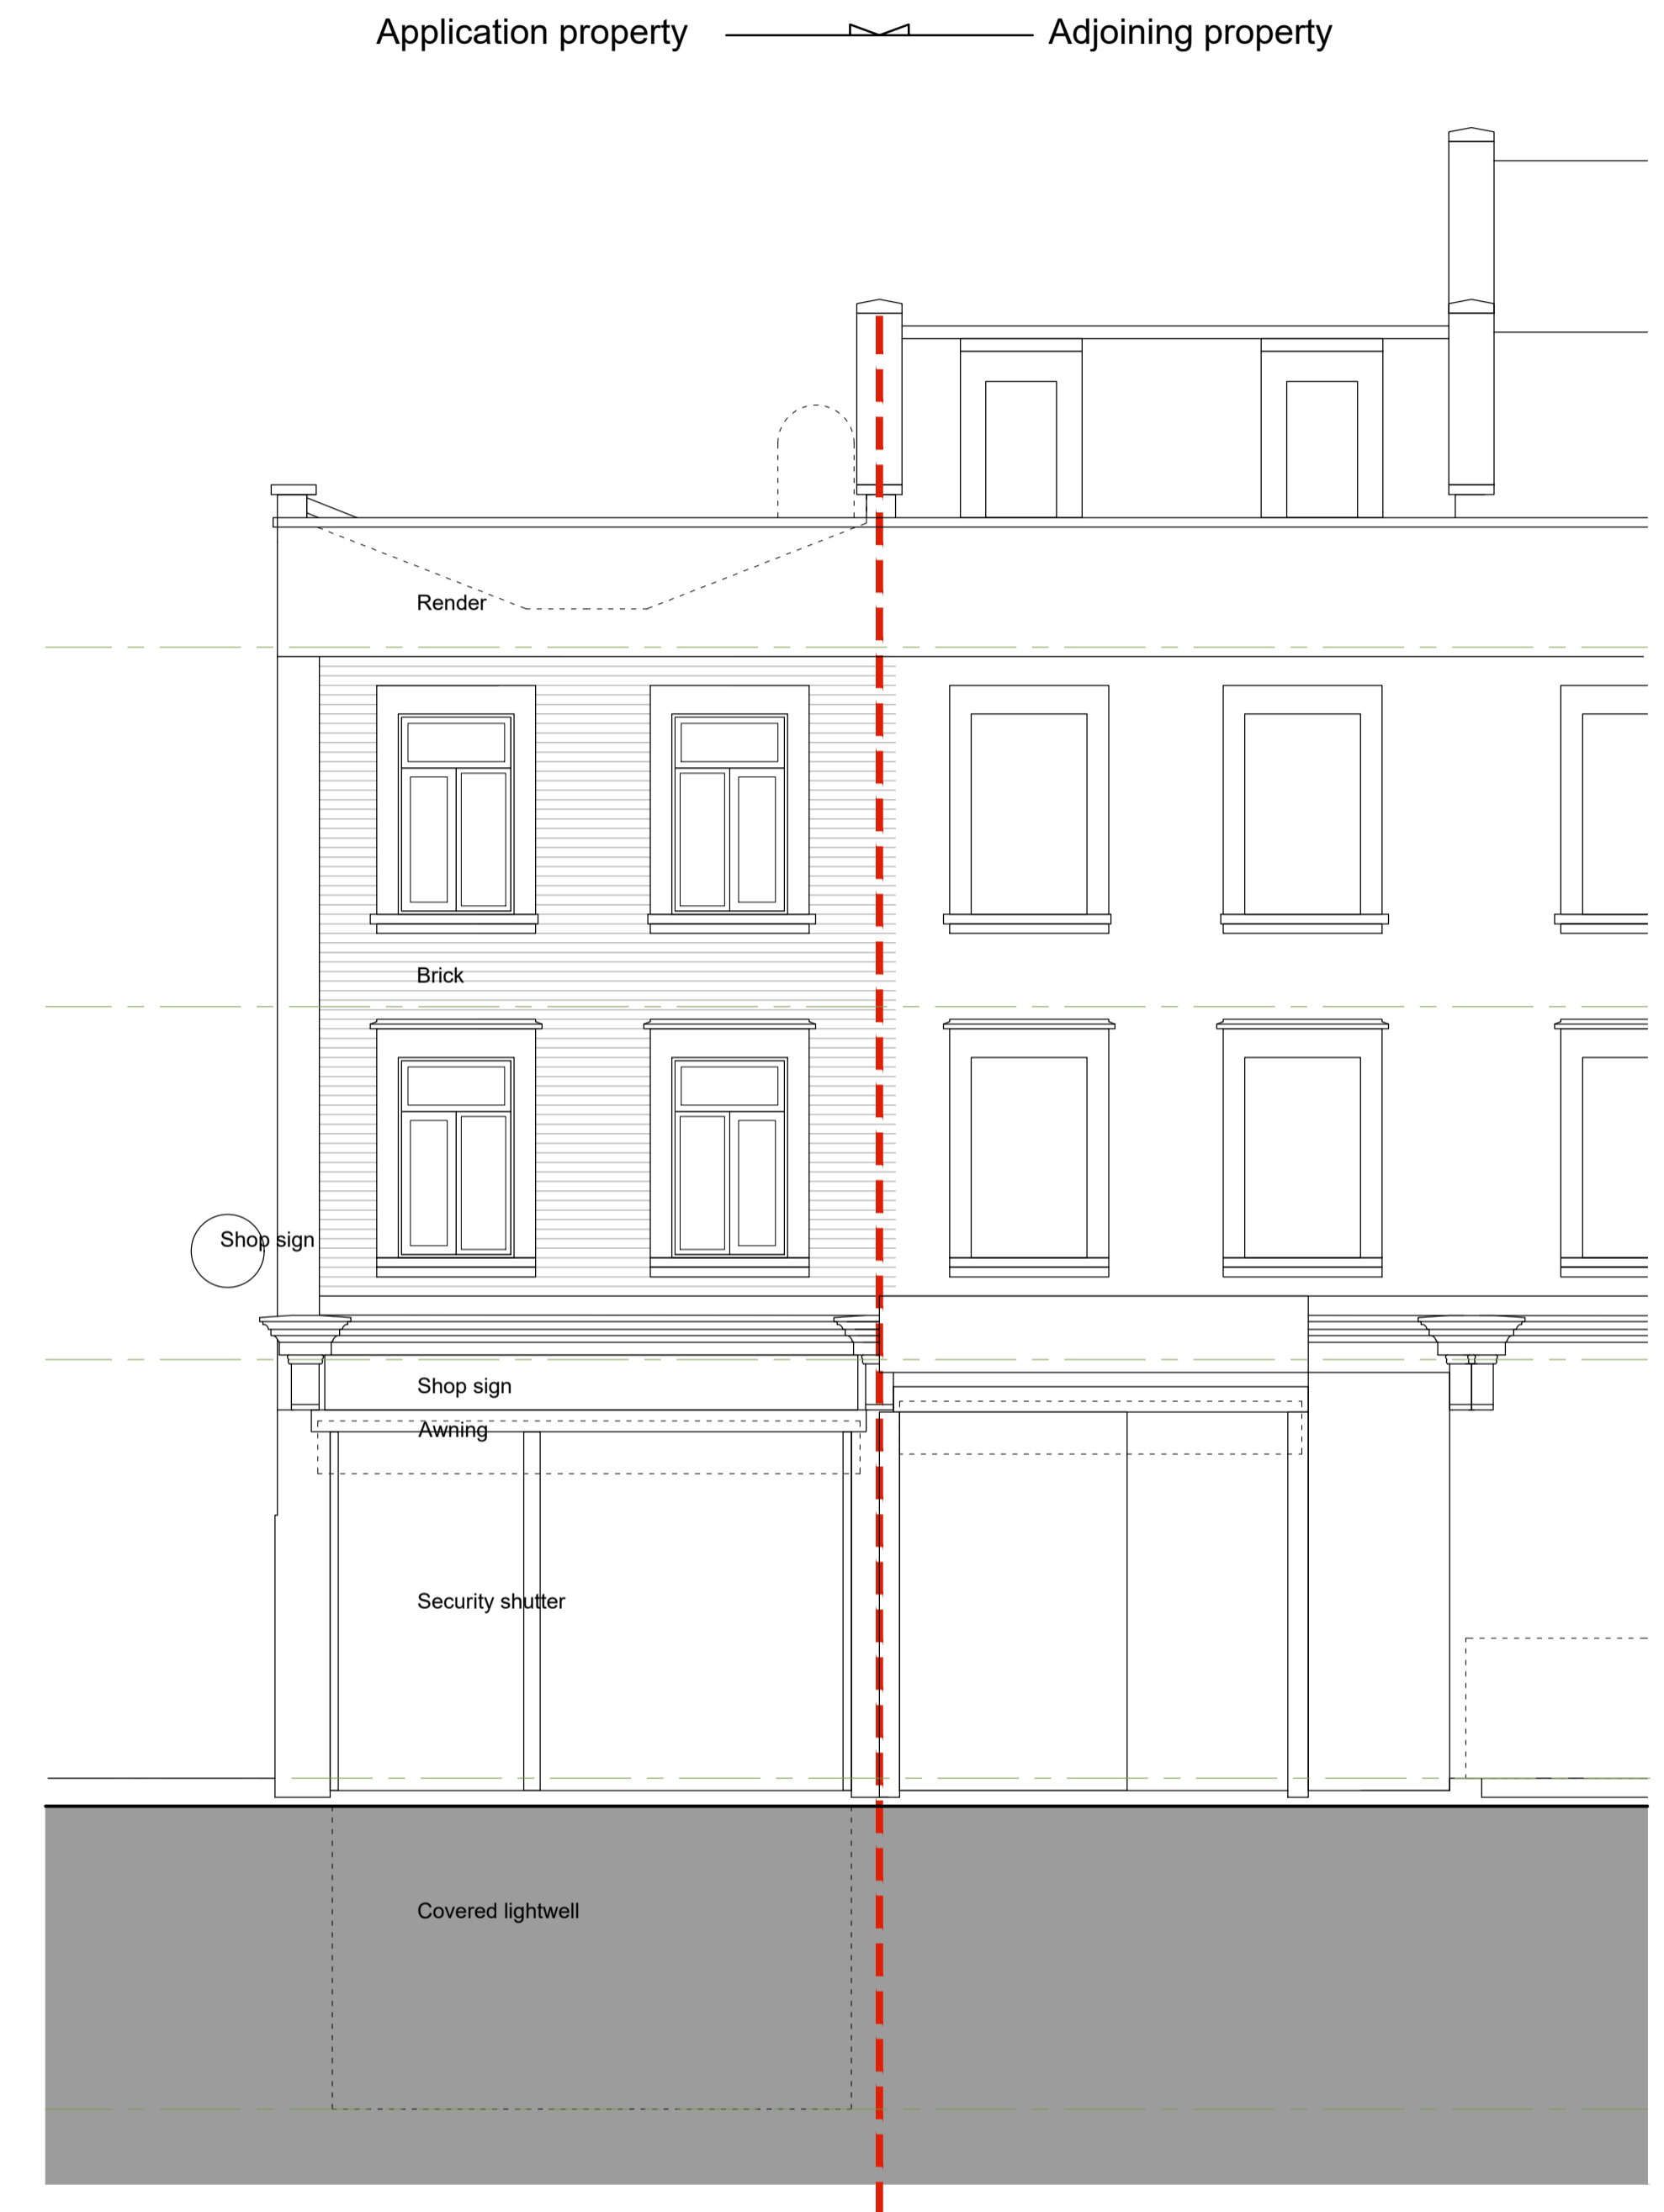 Application property
Adjoining property
Render
Brick
Shop sign
Shop sign
Awning
Security shutter
Covered lightwell